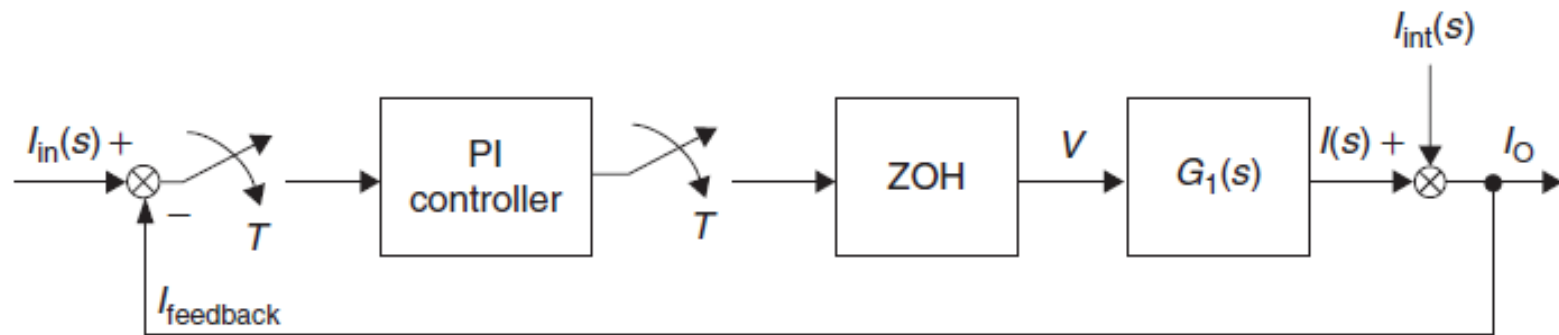 I_int(s)
I_in(s) +
−
T
PI
controller
T
ZOH
V
G_1(s)
I(s) +
I_O
I_feedback